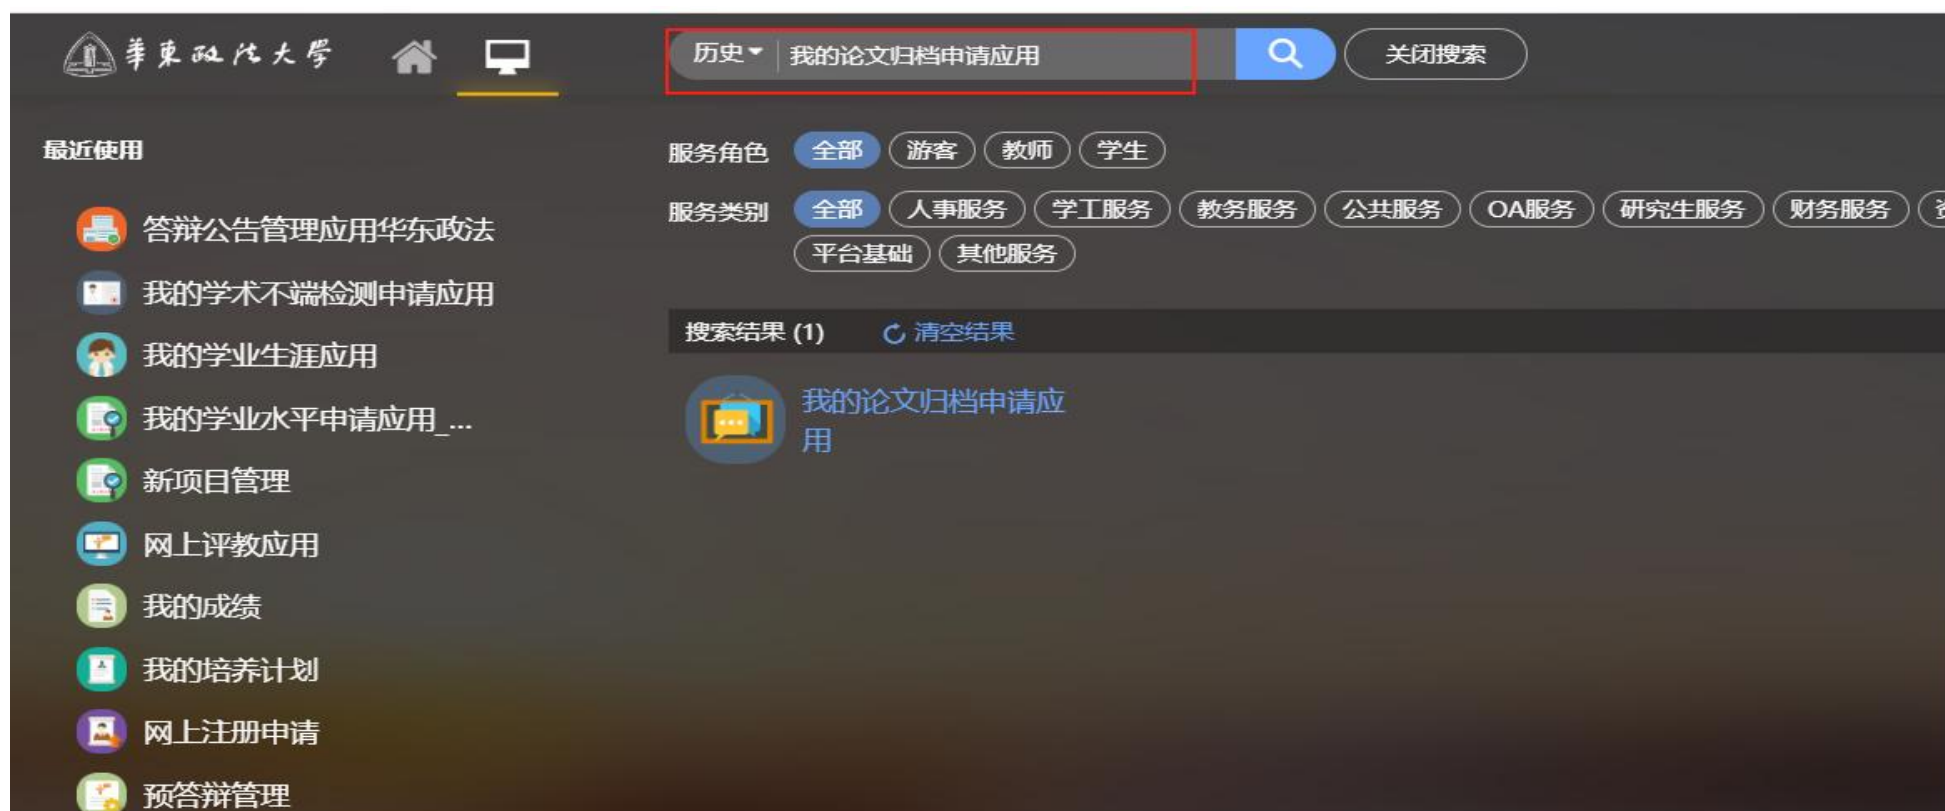 華東政法大學
历史 我的论文归档申请应用 关闭搜索
最近使用
答辩公告管理应用华东政法
我的学术不端检测申请应用
我的学业生涯应用
我的学业水平申请应用_...
新项目管理
网上评教应用
我的成绩
我的培养计划
网上注册申请
预答辩管理
服务角色 全部 游客 教师 学生
服务类别 全部 人事服务 学工服务 教务服务 公共服务 OA服务 研究生服务 财务服务
平台基础 其他服务
搜索结果 (1) 清空结果
我的论文归档申请应
用